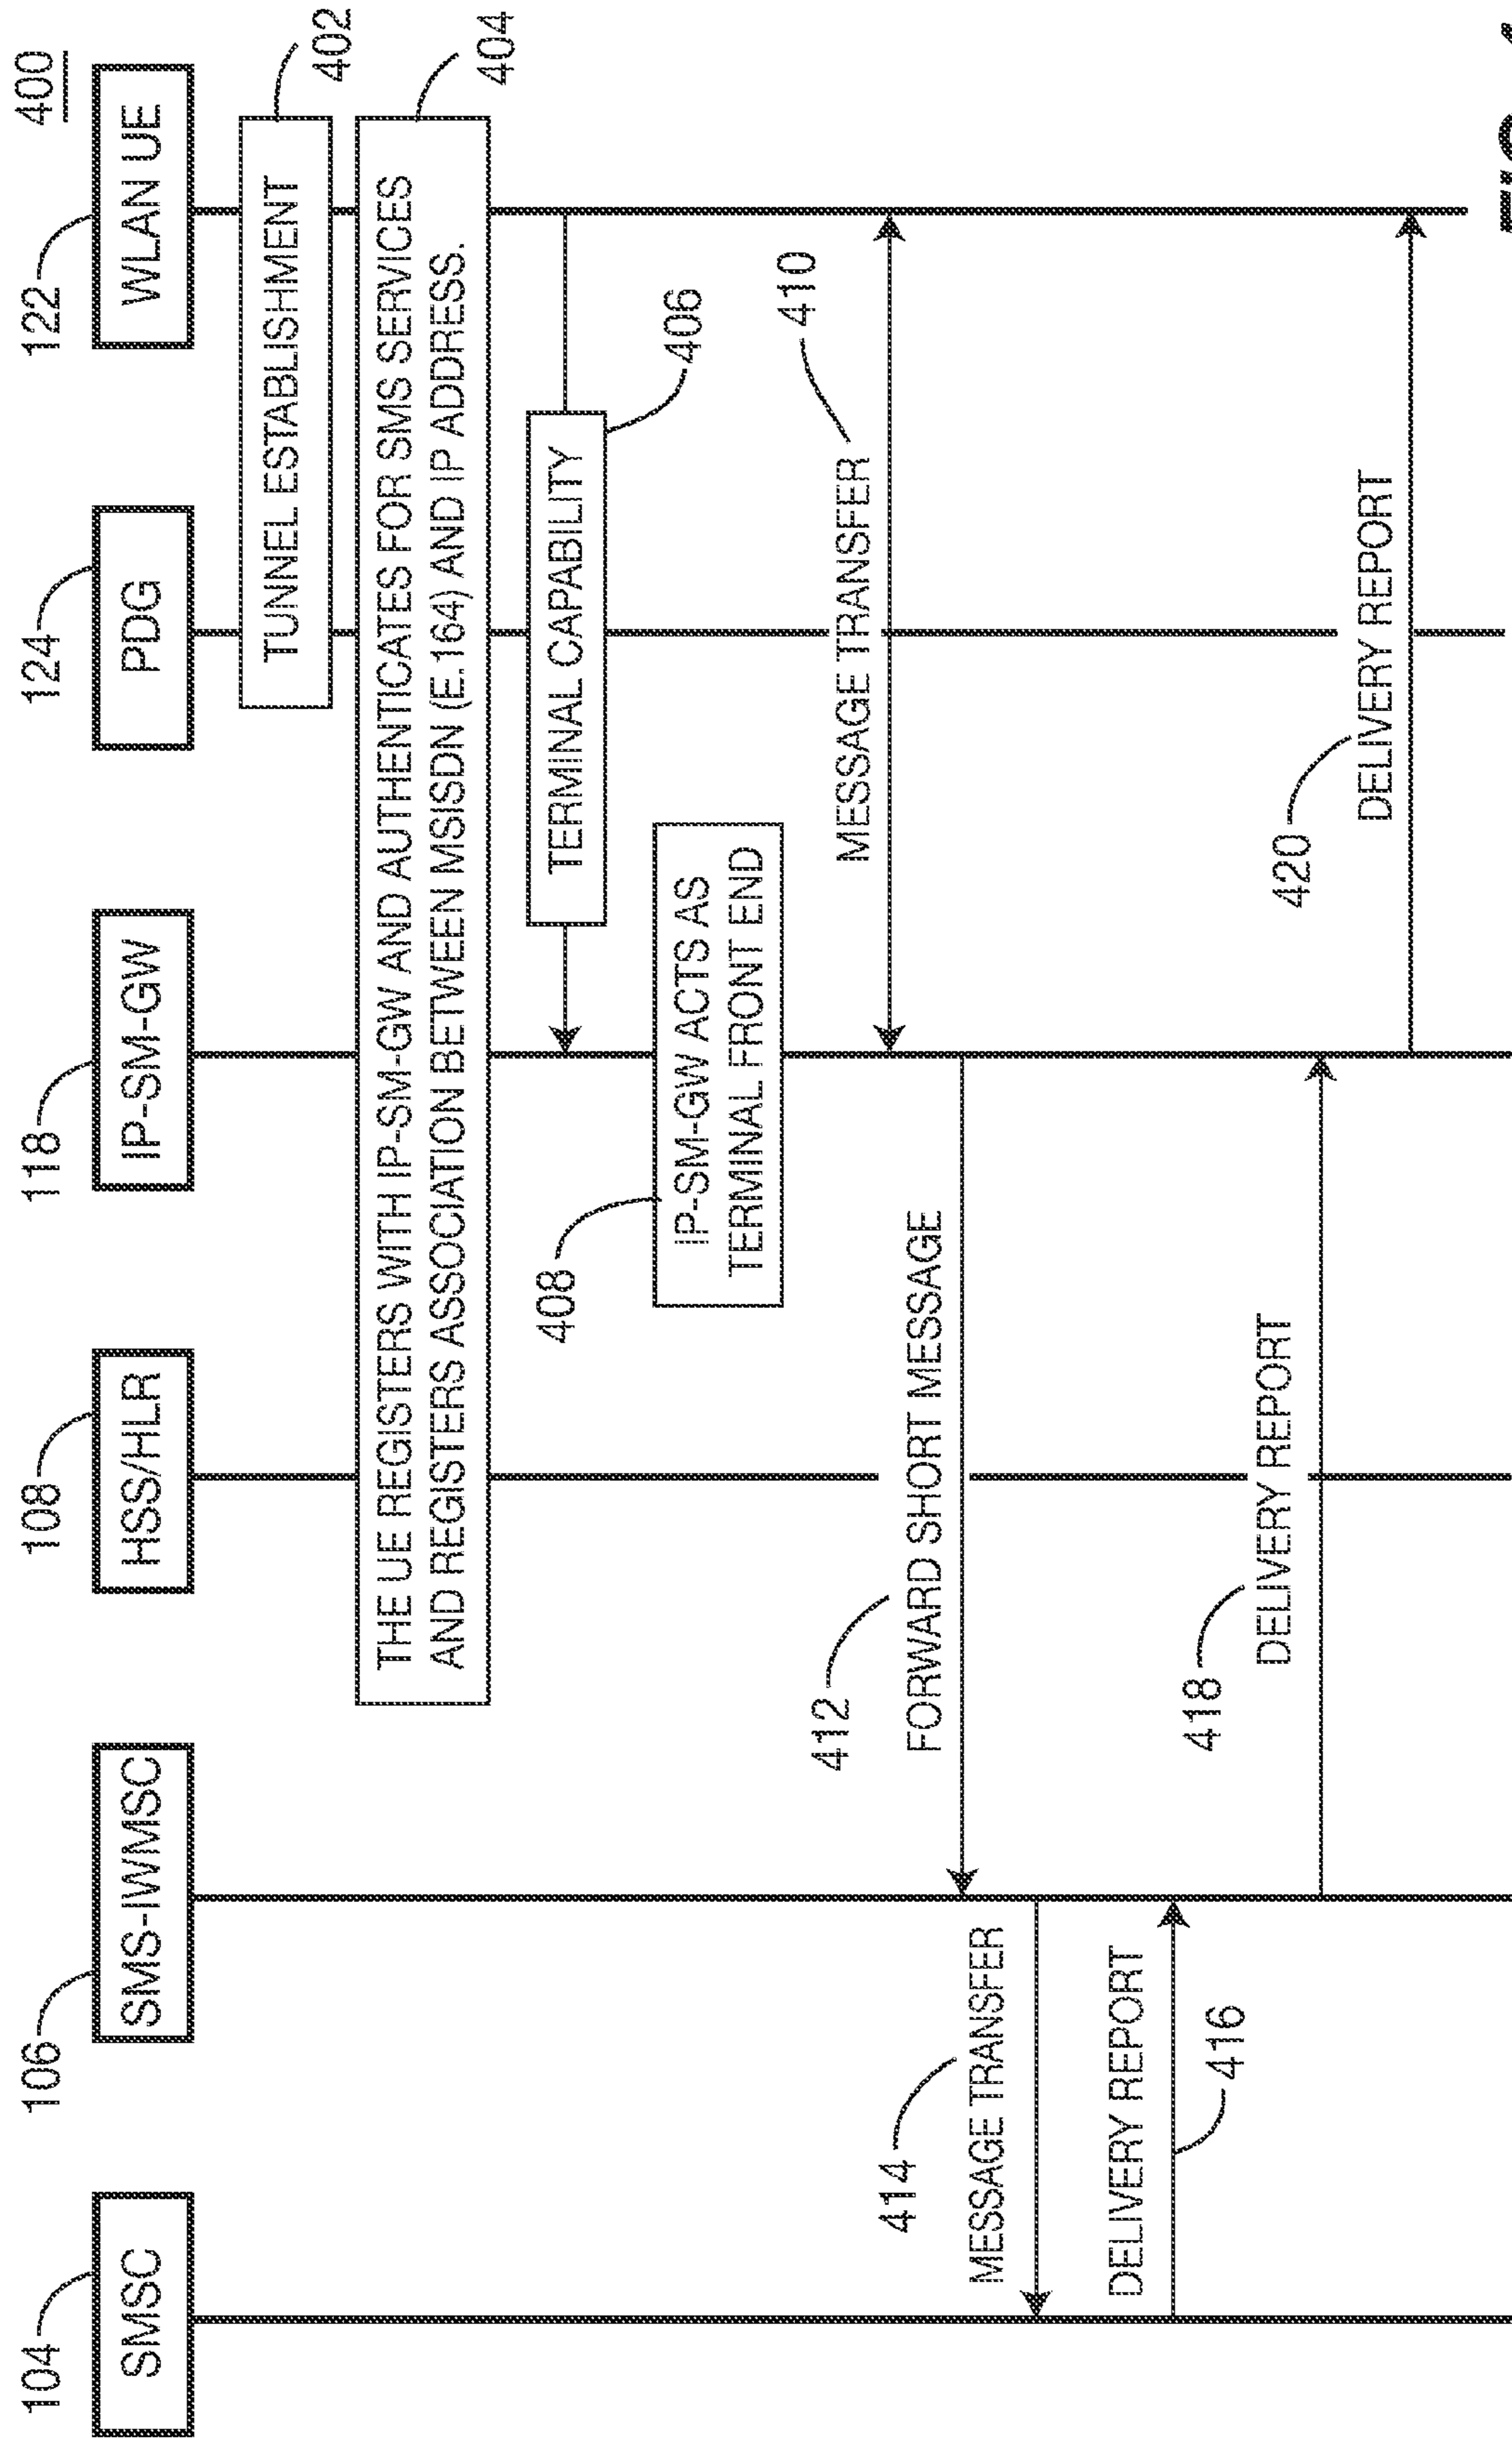 400
104
106
108
118
124
122
SMSC
SMS-IWMSC
HSS/HLR
IP-SM-GW
PDG
WLAN UE
TUNNEL ESTABLISHMENT
402
THE UE REGISTERS WITH IP-SM-GW AND AUTHENTICATES FOR SMS SERVICES
AND REGISTERS ASSOCIATION BETWEEN MSISDN (E.164) AND IP ADDRESS.
404
TERMINAL CAPABILITY
406
408
IP-SM-GW ACTS AS
TERMINAL FRONT END
410
MESSAGE TRANSFER
412
FORWARD SHORT MESSAGE
414
MESSAGE TRANSFER
DELIVERY REPORT
416
418
DELIVERY REPORT
420
DELIVERY REPORT